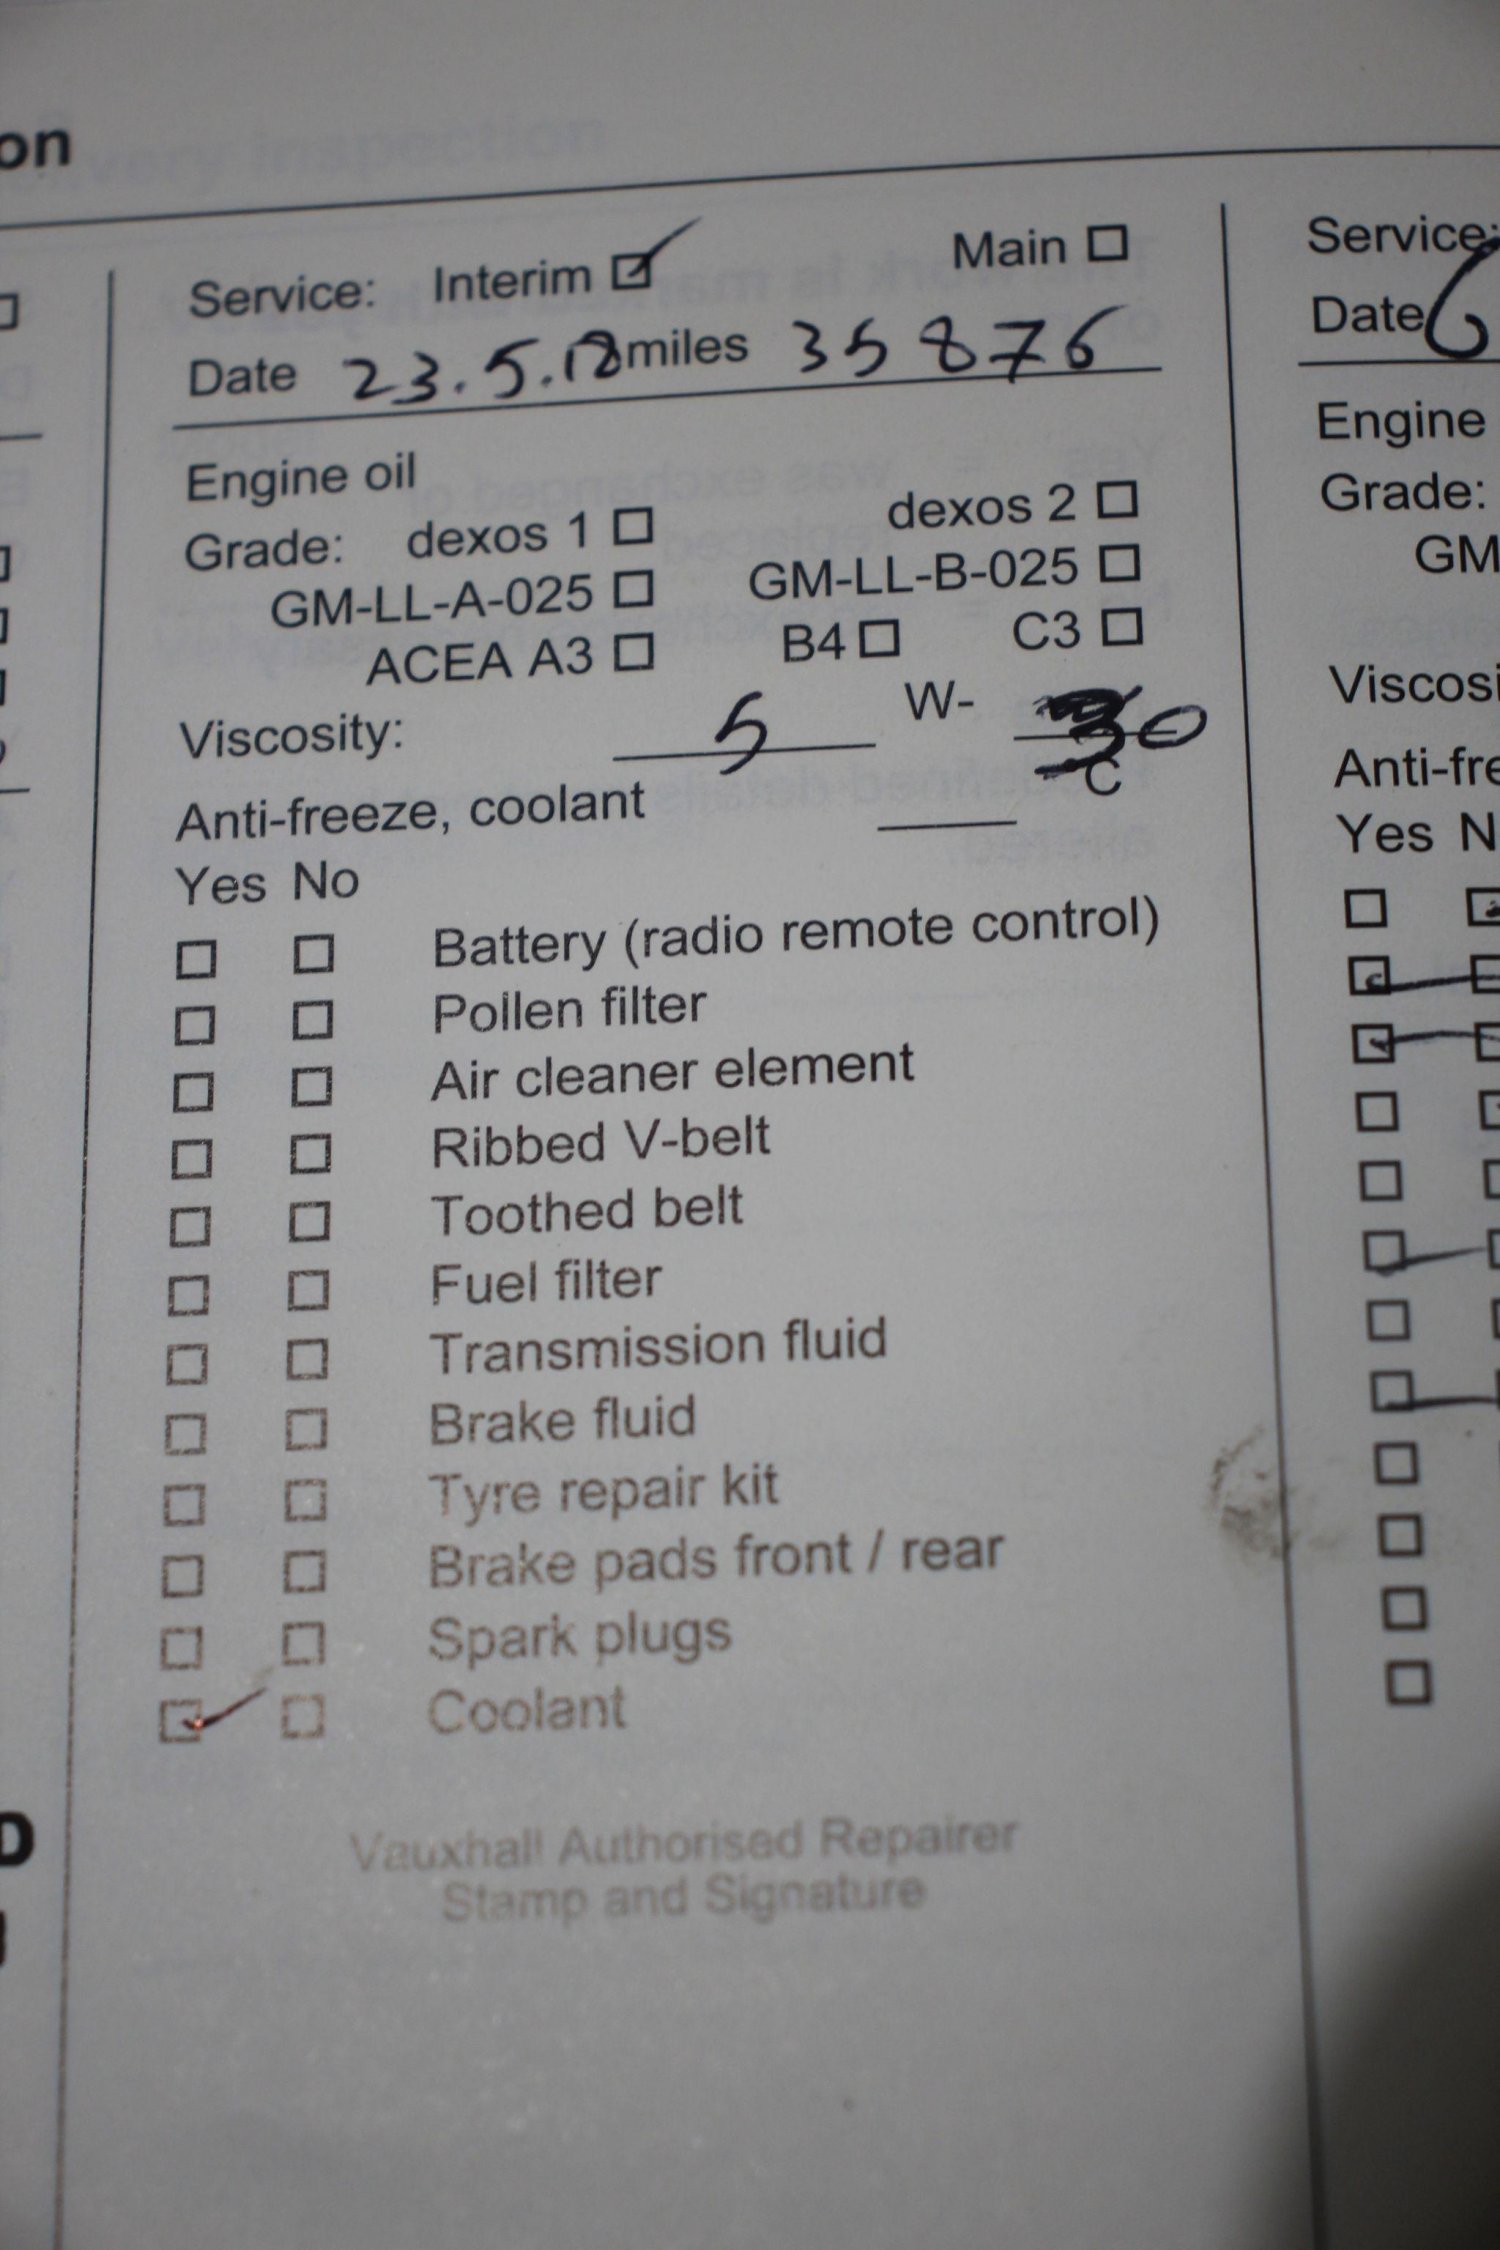 on
Service: Interim Main
Date 23.5.18 miles 35876
Engine oil
Grade: dexos 1 dexos 2
GM-LL-A-025 GM-LL-B-025
ACEA A3 B4 C3
Viscosity: 5 W- 30
Anti-freeze, coolant -°C
Yes No
Battery (radio remote control)
Pollen filter
Air cleaner element
Ribbed V-belt
Toothed belt
Fuel filter
Transmission fluid
Brake fluid
Tyre repair kit
Brake pads front / rear
Spark plugs
Coolant
Vauxhall Authorised Repairer
Stamp and Signature
Service:
Date 6
Engine
Grade:
GM
Viscosi
Anti-fre
Yes N
D